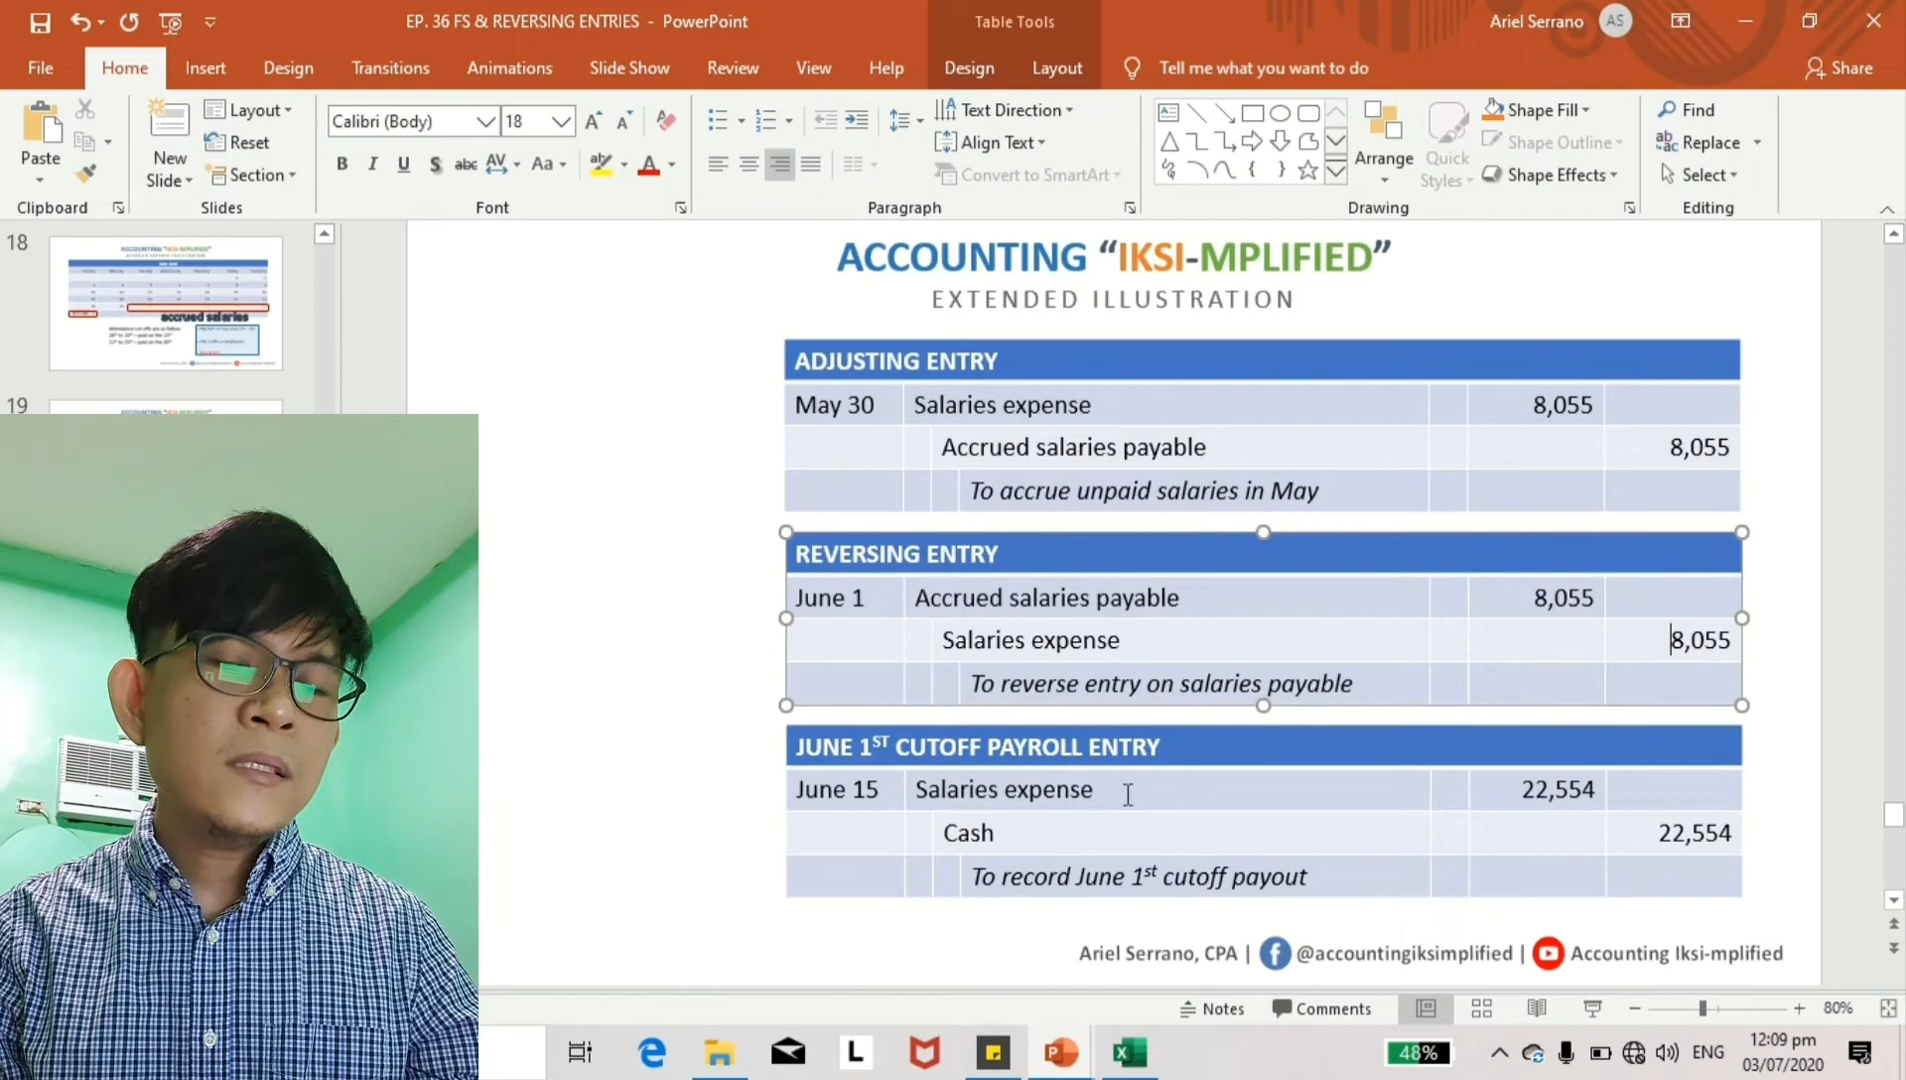 EP. 36 FS & REVERSING ENTRIES - PowerPoint
Table Tools
Ariel Serrano
AS
File
Home
Insert
Design
Transitions
Animations
Slide Show
Review
View
Help
Design
Layout
Tell me what you want to do
Share
Paste
New Slide
Layout
Reset
Section
Calibri (Body)
18
Text Direction
Align Text
Convert to SmartArt
Arrange
Quick Styles
Shape Fill
Shape Outline
Shape Effects
Find
Replace
Select
Clipboard
Slides
Font
Paragraph
Drawing
Editing
18
19
ACCOUNTING "IKSI-MPLIFIED"
accrued salaries
ACCOUNTING “IKSI-MPLIFIED”
EXTENDED ILLUSTRATION
ADJUSTING ENTRY
May 30 Salaries expense 8,055
Accrued salaries payable 8,055
To accrue unpaid salaries in May
REVERSING ENTRY
June 1 Accrued salaries payable 8,055
Salaries expense 8,055
To reverse entry on salaries payable
JUNE 1ST CUTOFF PAYROLL ENTRY
June 15 Salaries expense 22,554
Cash 22,554
To record June 1st cutoff payout
Ariel Serrano, CPA | @accountingiksimplified | Accounting Iksi-mplified
Notes
Comments
80%
48%
ENG
12:09 pm
03/07/2020